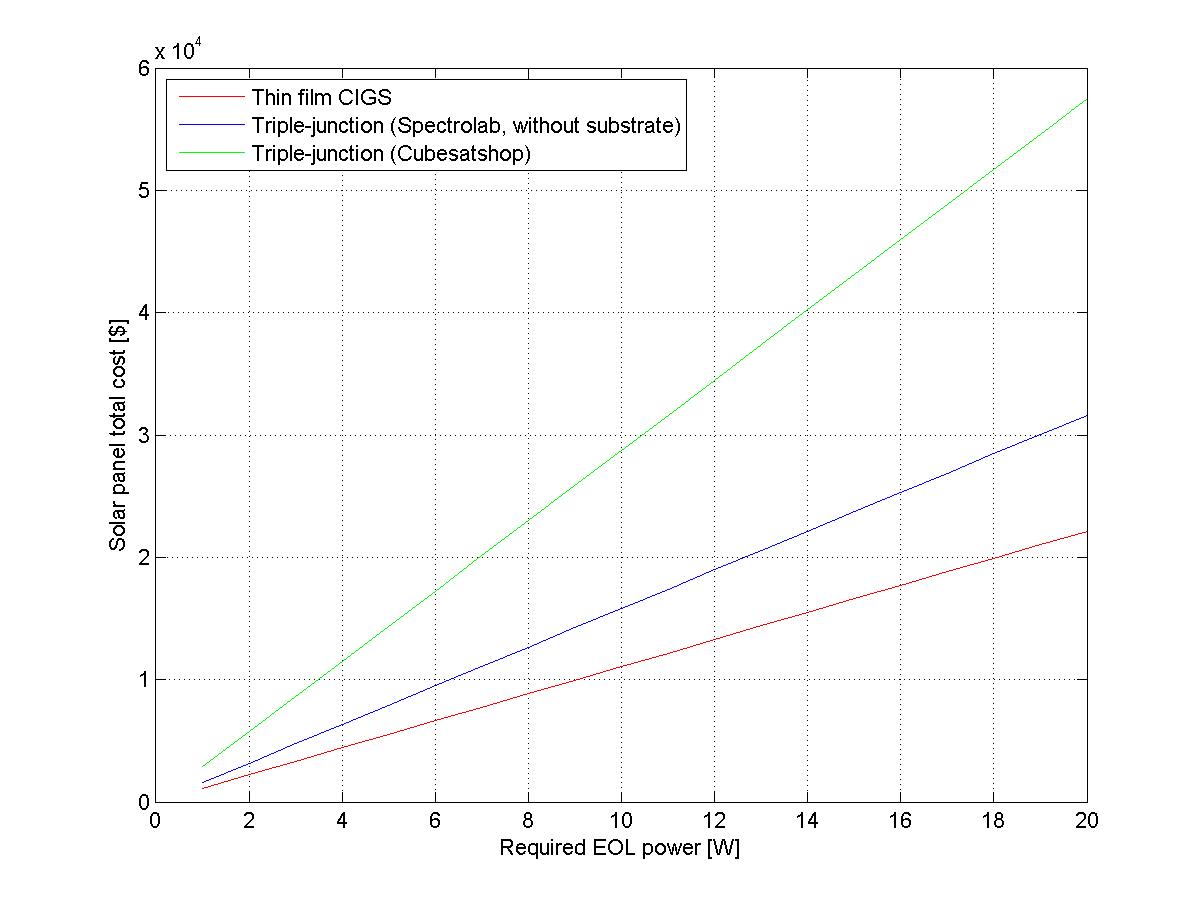 x 10^4
6
5
4
3
2
1
0
Solar panel total cost [$]
Thin film CIGS
Triple-junction (Spectrolab, without substrate)
Triple-junction (Cubesatshop)
0 2 4 6 8 10 12 14 16 18 20
Required EOL power [W]